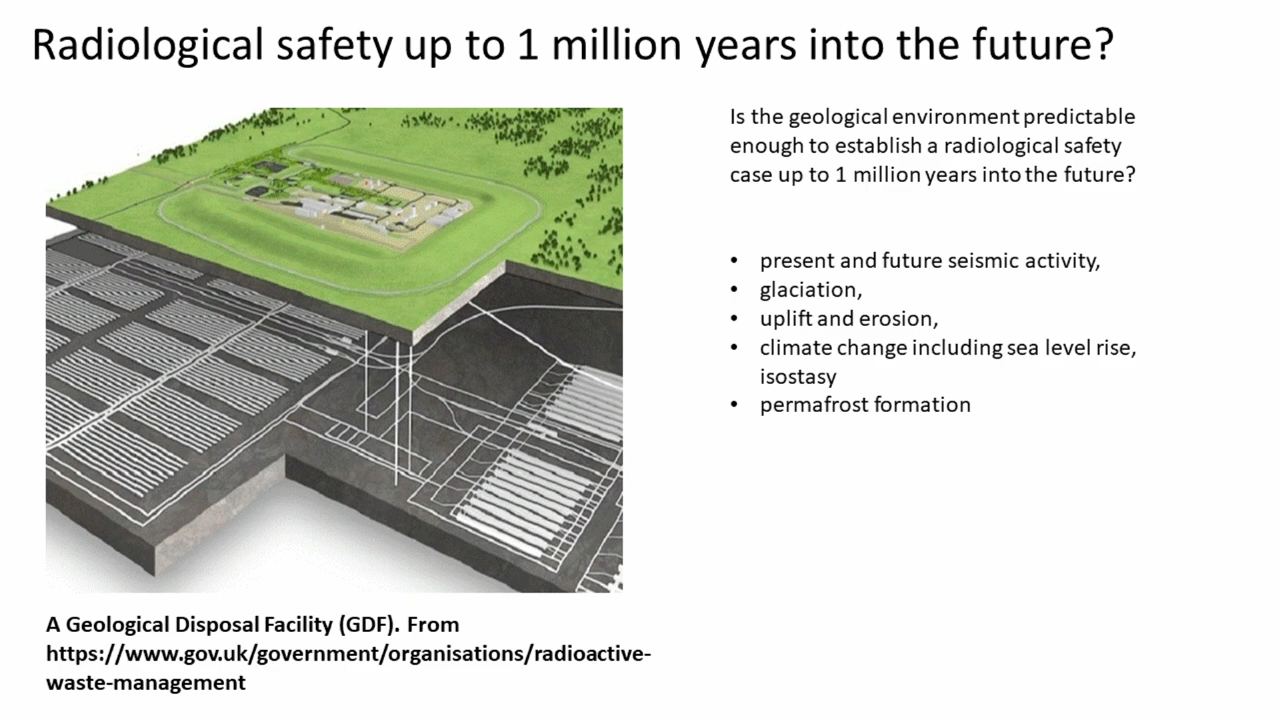 Radiological safety up to 1 million years into the future?
Is the geological environment predictable
enough to establish a radiological safety
case up to 1 million years into the future?
• present and future seismic activity,
• glaciation,
• uplift and erosion,
• climate change including sea level rise,
isostasy
• permafrost formation
A Geological Disposal Facility (GDF). From
https://www.gov.uk/government/organisations/radioactive-
waste-management